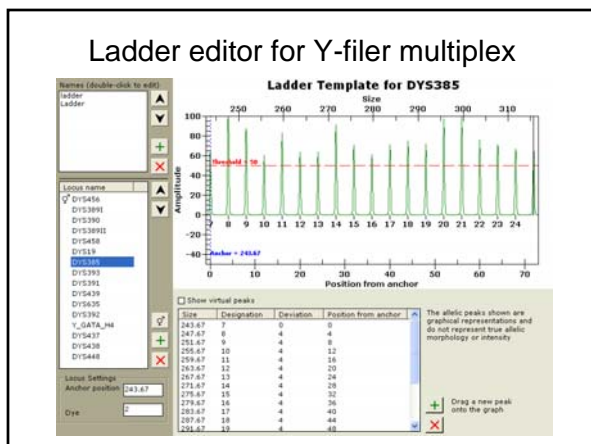 Ladder editor for Y-filer multiplex
Names (double-click to edit)
ladder
Ladder
Locus name
DYS456
DYS389I
DYS390
DYS389II
DYS458
DYS19
DYS385
DYS393
DYS391
DYS439
DYS635
DYS392
Y_GATA_H4
DYS437
DYS438
DYS448
Locus Settings
Anchor position 243.67
Dye 2
Ladder Template for DYS385
Size
250 260 270 280 290 300 310
Amplitude
100
80
60
40
20
0
-20
-40
Threshold = 50
7 8 9 10 11 12 13 14 15 16 17 18 19 20 21 22 23 24
Anchor = 243.67
0 10 20 30 40 50 60 70
Position from anchor
Show virtual peaks
Size Designation Deviation Position from anchor
243.67 7 0 0
247.67 8 4 4
251.67 9 4 8
255.67 10 4 12
259.67 11 4 16
263.67 12 4 20
267.67 13 4 24
271.67 14 4 28
275.67 15 4 32
279.67 16 4 36
283.67 17 4 40
287.67 18 4 44
291.67 19 4 48
The allelic peaks shown are
graphical representations and
do not represent true allelic
morphology or intensity
Drag a new peak
onto the graph